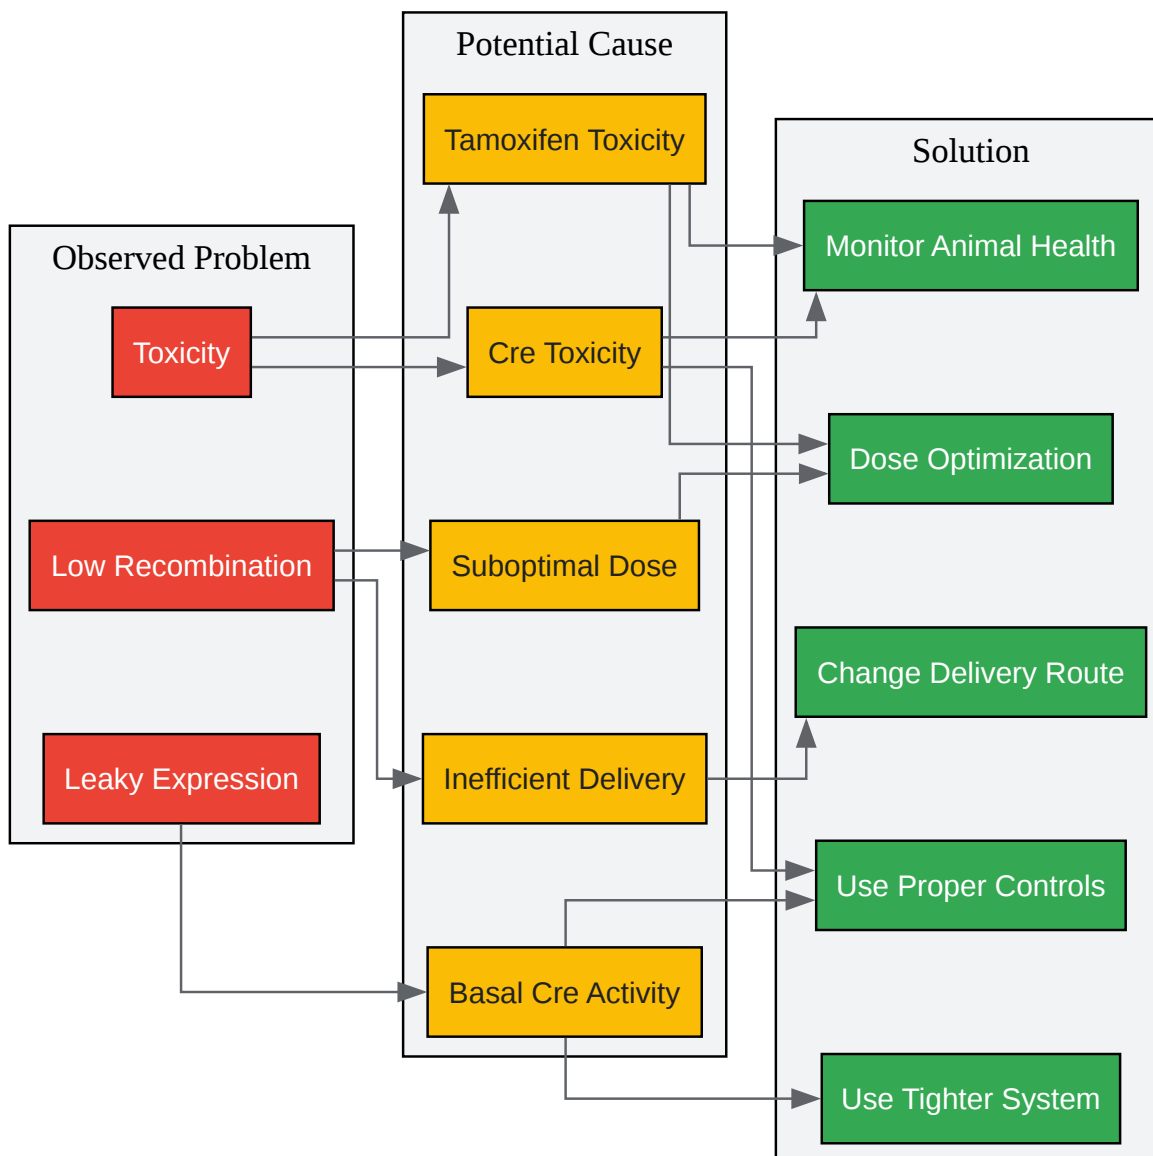 Observed Problem
Toxicity
Low Recombination
Leaky Expression
Potential Cause
Tamoxifen Toxicity
Cre Toxicity
Suboptimal Dose
Inefficient Delivery
Basal Cre Activity
Solution
Monitor Animal Health
Dose Optimization
Change Delivery Route
Use Proper Controls
Use Tighter System